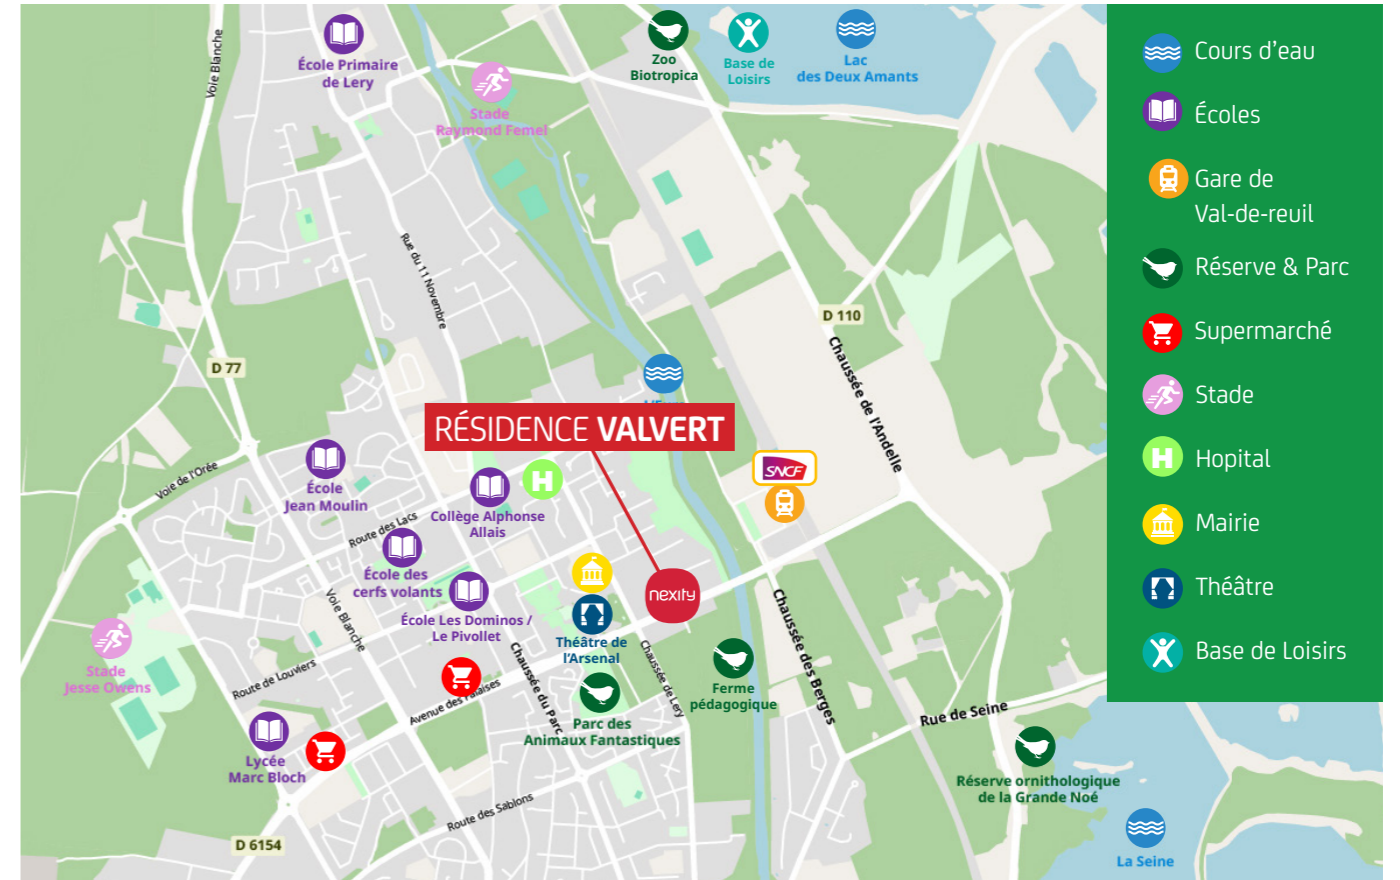 Voie Blanche
École Primaire
de Lery
Stade
Raymond Femel
Zoo
Biotropica
Base de
Loisirs
Lac
des Deux Amants
Rue du 11 Novembre
D 110
Chaussée de l'Andelle
D 77
RÉSIDENCE VALVERT
SNCF
H
Voie de l'Orée
École
Jean Moulin
Collège Alphonse
Allais
Route des Lacs
École des
cerfs volants
École Les Dominos /
Le Pivollet
nexity
Théâtre de
l'Arsenal
Voie Blanche
Chaussée du Parc
Chaussée de Lery
Chaussée des Berges
Stade
Jesse Owens
Route de Louviers
Avenue des Falaises
Ferme
pédagogique
Parc des
Animaux Fantastiques
Rue de Seine
Lycée
Marc Bloch
Réserve ornithologique
de la Grande Noé
Route des Sablons
D 6154
La Seine
Cours d'eau
Écoles
Gare de
Val-de-reuil
Réserve & Parc
Supermarché
Stade
H
Hopital
Mairie
Théâtre
Base de Loisirs